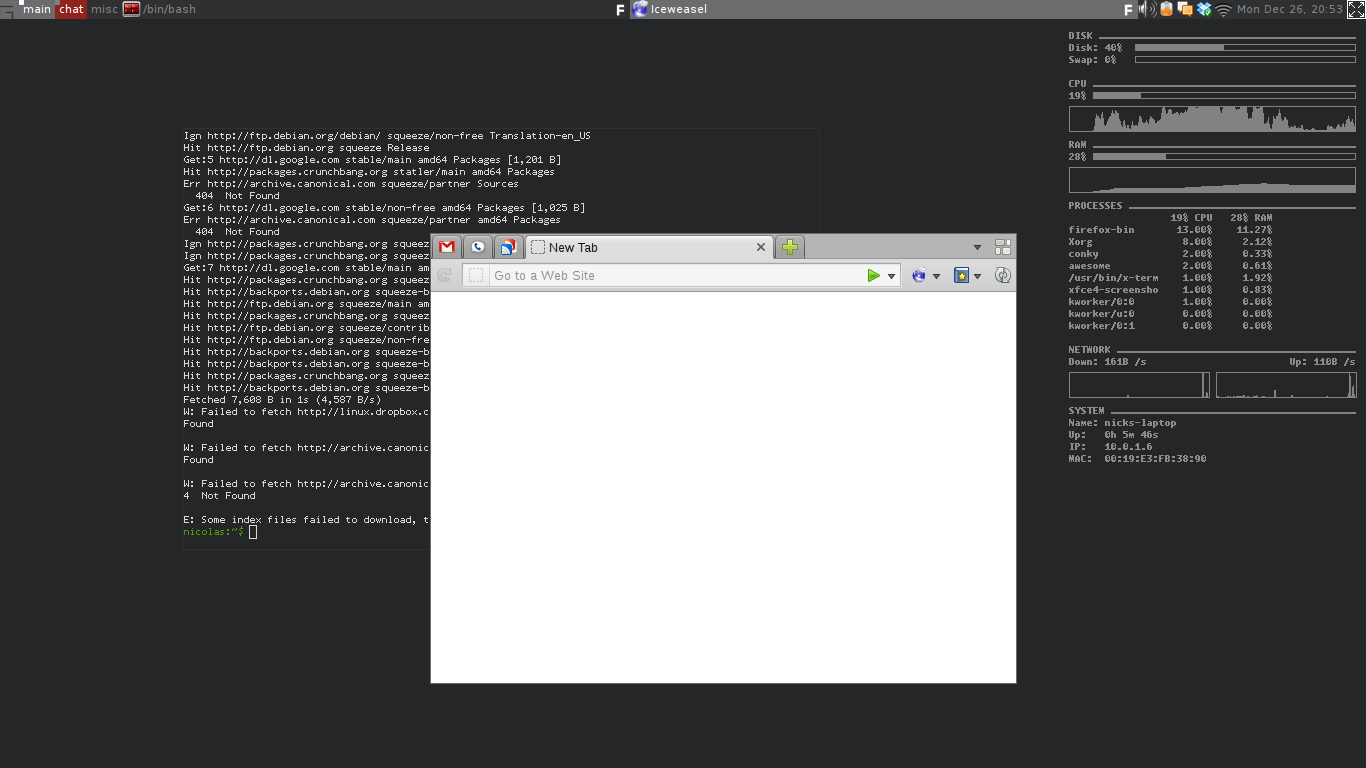 main chat misc /bin/bash F Iceweasel F Mon Dec 26, 20:53
Ign http://ftp.debian.org/debian/ squeeze/non-free Translation-en_US
Hit http://ftp.debian.org squeeze Release
Get:5 http://dl.google.com stable/main amd64 Packages [1,201 B]
Hit http://packages.crunchbang.org statler/main amd64 Packages
Err http://archive.canonical.com squeeze/partner Sources
404  Not Found
Get:6 http://dl.google.com stable/non-free amd64 Packages [1,025 B]
Err http://archive.canonical.com squeeze/partner amd64 Packages
404  Not Found
Ign http://packages.crunchbang.org squeez
Ign http://packages.crunchbang.org squeez
Get:7 http://dl.google.com stable/main am
Hit http://packages.crunchbang.org squeez
Hit http://backports.debian.org squeeze-b
Hit http://ftp.debian.org squeeze/main am
Hit http://packages.crunchbang.org squeez
Hit http://ftp.debian.org squeeze/contrib
Hit http://ftp.debian.org squeeze/non-fre
Hit http://backports.debian.org squeeze-b
Hit http://backports.debian.org squeeze-b
Hit http://packages.crunchbang.org squeez
Hit http://backports.debian.org squeeze-b
Fetched 7,608 B in 1s (4,587 B/s)
W: Failed to fetch http://linux.dropbox.c
Found
W: Failed to fetch http://archive.canonic
Found
W: Failed to fetch http://archive.canonic
4  Not Found
E: Some index files failed to download, t
nicolas:~$
New Tab
Go to a Web Site
DISK
Disk: 40%
Swap: 0%
CPU
19%
RAM
28%
PROCESSES
19% CPU 28% RAM
firefox-bin 13.00% 11.27%
Xorg 8.00% 2.12%
conky 2.00% 0.33%
awesome 2.00% 0.61%
/usr/bin/x-term 1.00% 1.92%
xfce4-screensho 1.00% 0.83%
kworker/0:0 1.00% 0.00%
kworker/u:0 0.00% 0.00%
kworker/0:1 0.00% 0.00%
NETWORK
Down: 161B /s Up: 110B /s
SYSTEM
Name: nicks-laptop
Up: 0h 5m 46s
IP: 10.0.1.6
MAC: 00:19:E3:FB:38:90